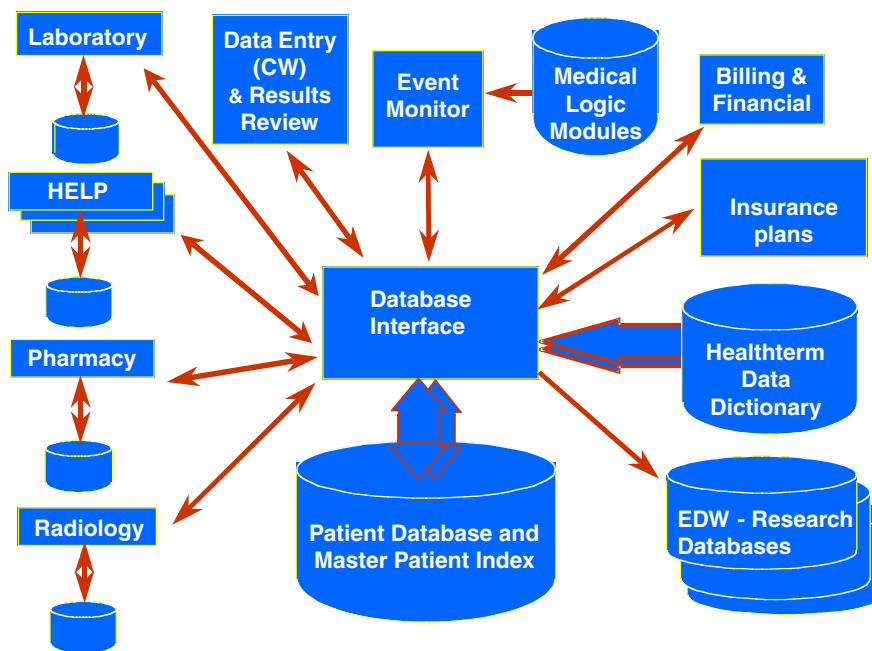 Laboratory
Data Entry
(CW)
& Results
Review
Event
Monitor
Medical
Logic
Modules
Billing &
Financial
HELP
Insurance
plans
Database
Interface
Pharmacy
Healthterm
Data
Dictionary
Radiology
Patient Database and
Master Patient Index
EDW - Research
Databases